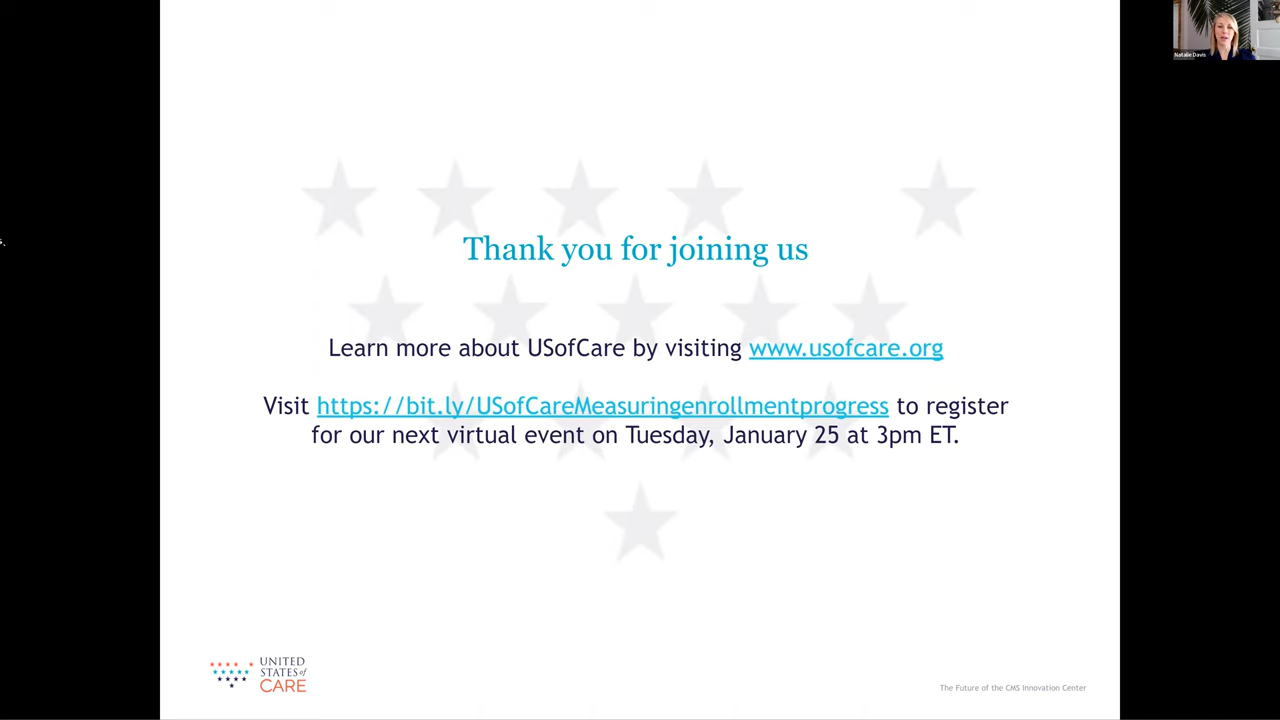 Natalie Davis
Thank you for joining us
Learn more about USofCare by visiting www.usofcare.org
Visit https://bit.ly/USofCareMeasuringenrollmentprogress to register
for our next virtual event on Tuesday, January 25 at 3pm ET.
UNITED
STATES of
CARE
The Future of the CMS Innovation Center